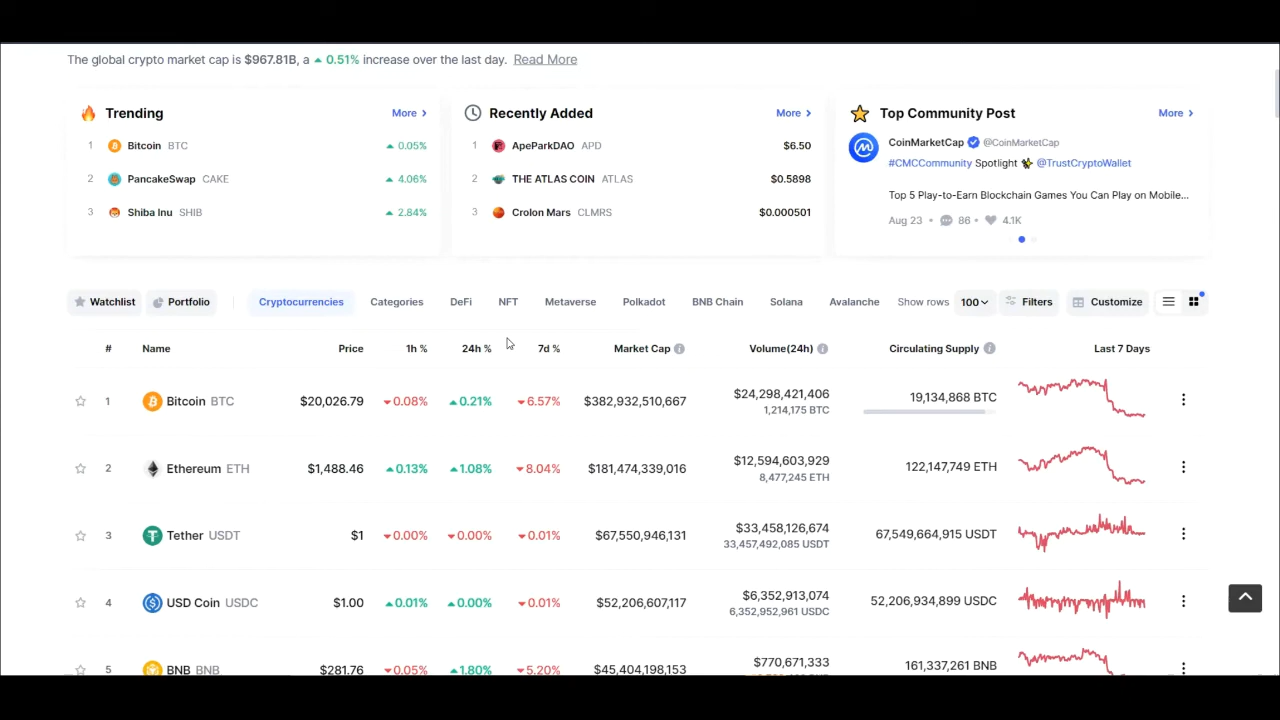 The global crypto market cap is $967.81B, a 0.51% increase over the last day. Read More
Trending More
1 Bitcoin BTC 0.05%
2 PancakeSwap CAKE 4.06%
3 Shiba Inu SHIB 2.84%
Recently Added More
1 ApeParkDAO APD $6.50
2 THE ATLAS COIN ATLAS $0.5898
3 Crolon Mars CLMRS $0.000501
Top Community Post More
CoinMarketCap @CoinMarketCap
#CMCCommunity Spotlight @TrustCryptoWallet
Top 5 Play-to-Earn Blockchain Games You Can Play on Mobile...
Aug 23 • 86 • 4.1K
Watchlist Portfolio Cryptocurrencies Categories DeFi NFT Metaverse Polkadot BNB Chain Solana Avalanche Show rows 100 Filters Customize
# Name Price 1h % 24h % 7d % Market Cap Volume(24h) Circulating Supply Last 7 Days
1 Bitcoin BTC $20,026.79 0.08% 0.21% 6.57% $382,932,510,667 $24,298,421,406 19,134,868 BTC
1,214,175 BTC
2 Ethereum ETH $1,488.46 0.13% 1.08% 8.04% $181,474,339,016 $12,594,603,929 122,147,749 ETH
8,477,245 ETH
3 Tether USDT $1 0.00% 0.00% 0.01% $67,550,946,131 $33,458,126,674 67,549,664,915 USDT
33,457,492,085 USDT
4 USD Coin USDC $1.00 0.01% 0.00% 0.01% $52,206,607,117 $6,352,913,074 52,206,934,899 USDC
6,352,952,961 USDC
5 BNB BNB $281.76 0.05% 1.80% 5.20% $45,404,198,153 $770,671,333 161,337,261 BNB